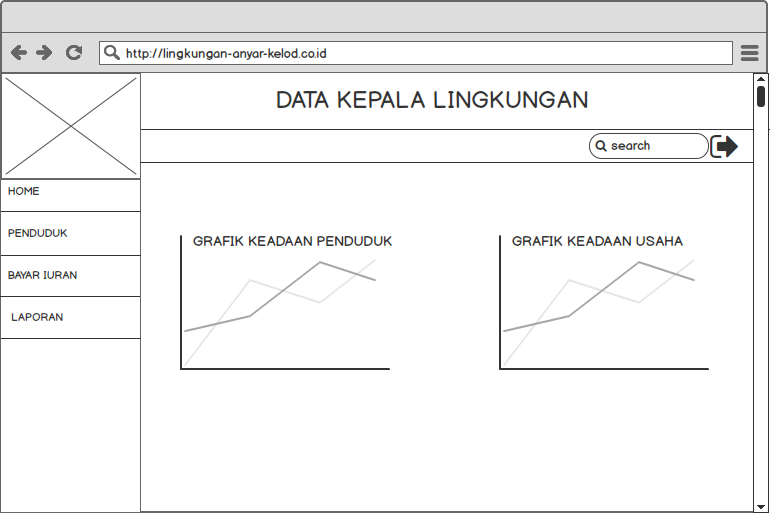 http://lingkungan-anyar-kelod.co.id
DATA KEPALA LINGKUNGAN
search
HOME
PENDUDUK
BAYAR IURAN
LAPORAN
GRAFIK KEADAAN PENDUDUK
GRAFIK KEADAAN USAHA